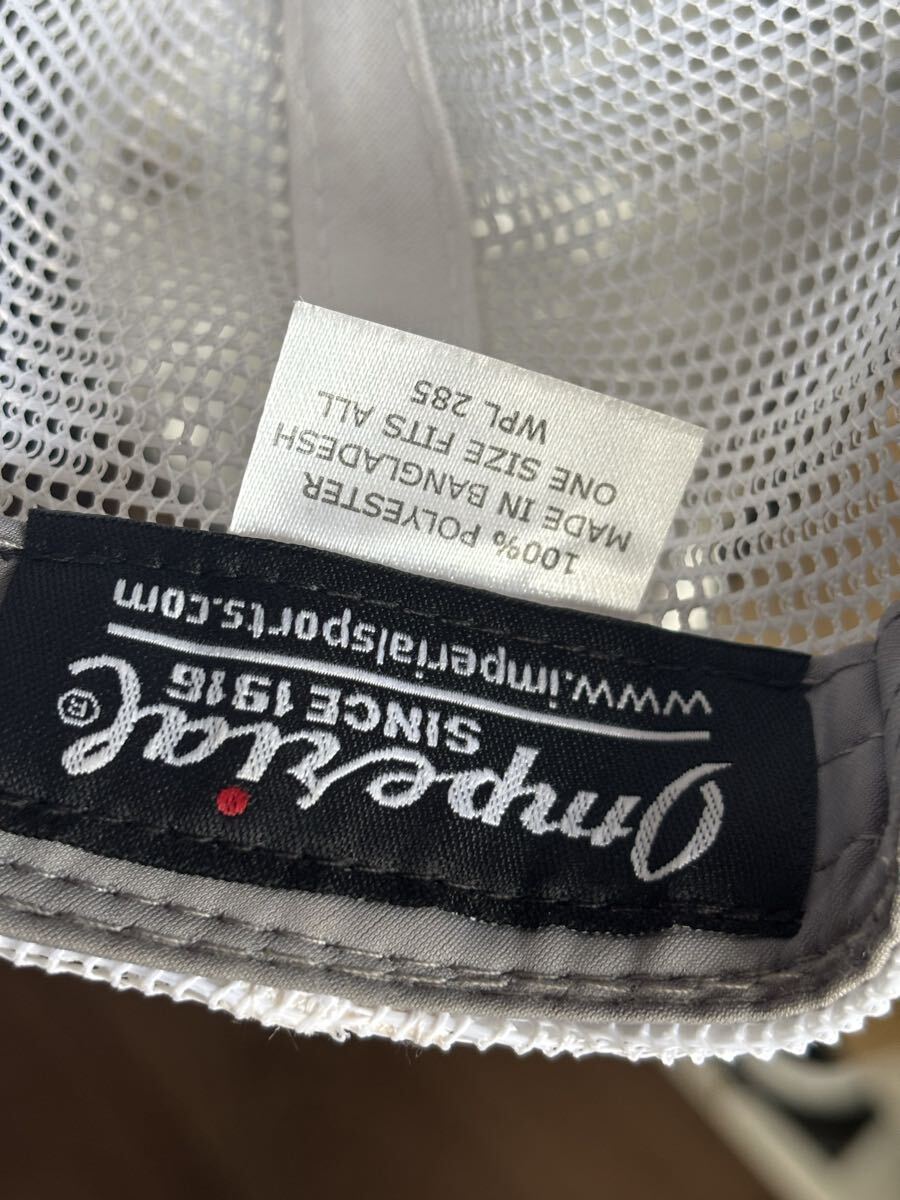 Imperial®
SINCE 1916
www.imperialsports.com
100% POLYESTER
MADE IN BANGLADESH
ONE SIZE FITS ALL
WPL 285